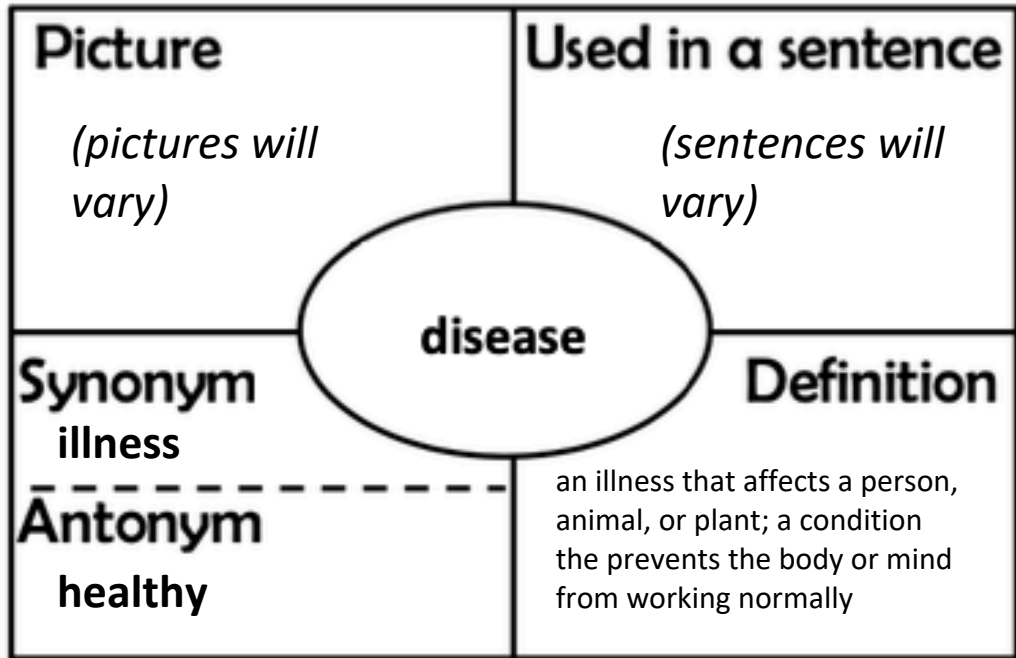 Picture
(pictures will
vary)
Used in a sentence
(sentences will
vary)
disease
Synonym
illness
Antonym
healthy
Definition
an illness that affects a person,
animal, or plant; a condition
the prevents the body or mind
from working normally